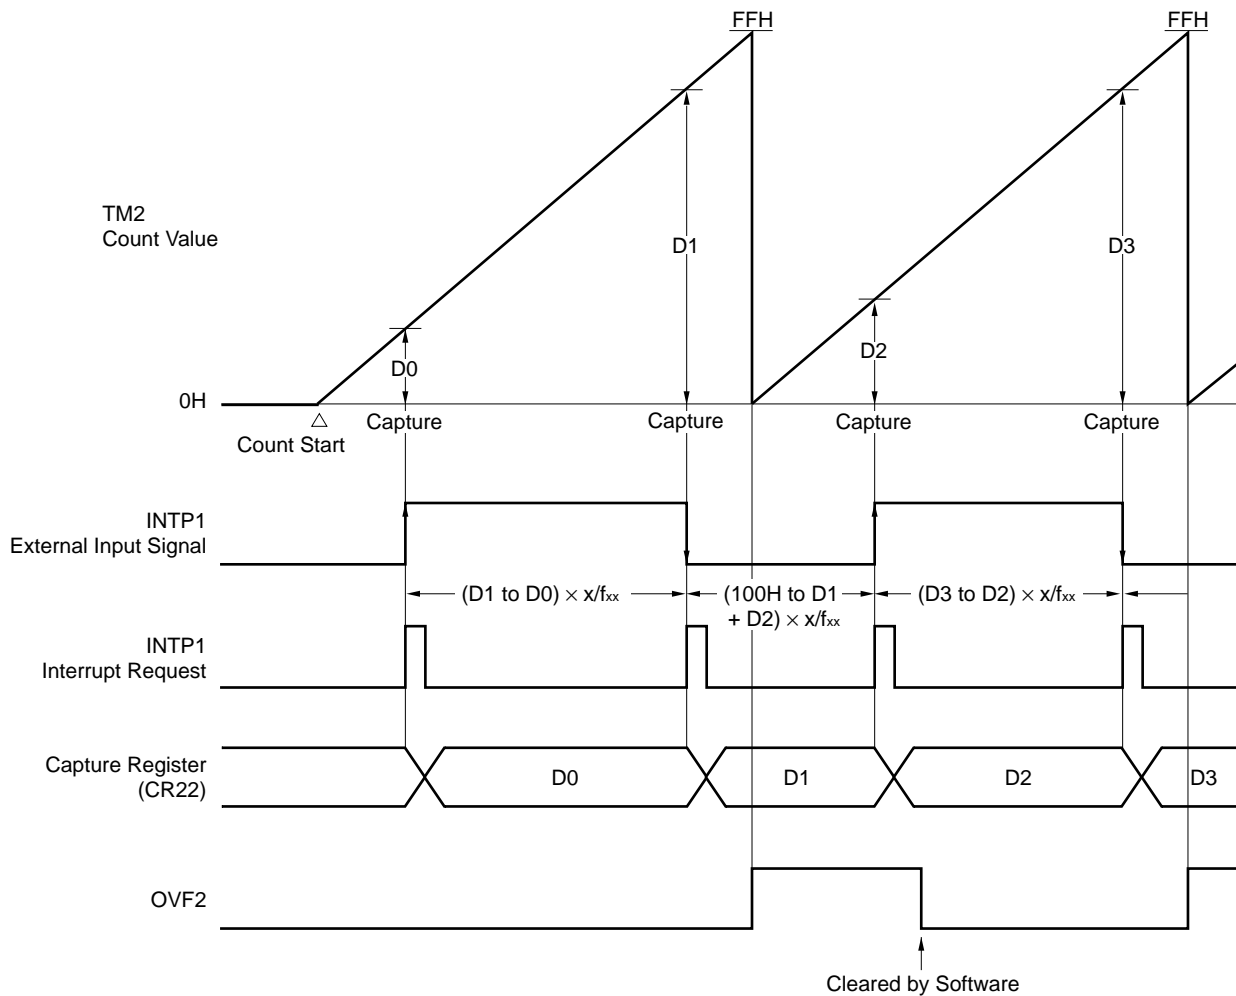 FFH
FFH
TM2
Count Value
D1
D3
D0
D2
0H
Capture
Capture
Capture
Capture
△
Count Start
INTP1
External Input Signal
(D1 to D0) × x/fxx
(100H to D1
+ D2) × x/fxx
(D3 to D2) × x/fxx
INTP1
Interrupt Request
Capture Register
(CR22)
D0
D1
D2
D3
OVF2
Cleared by Software